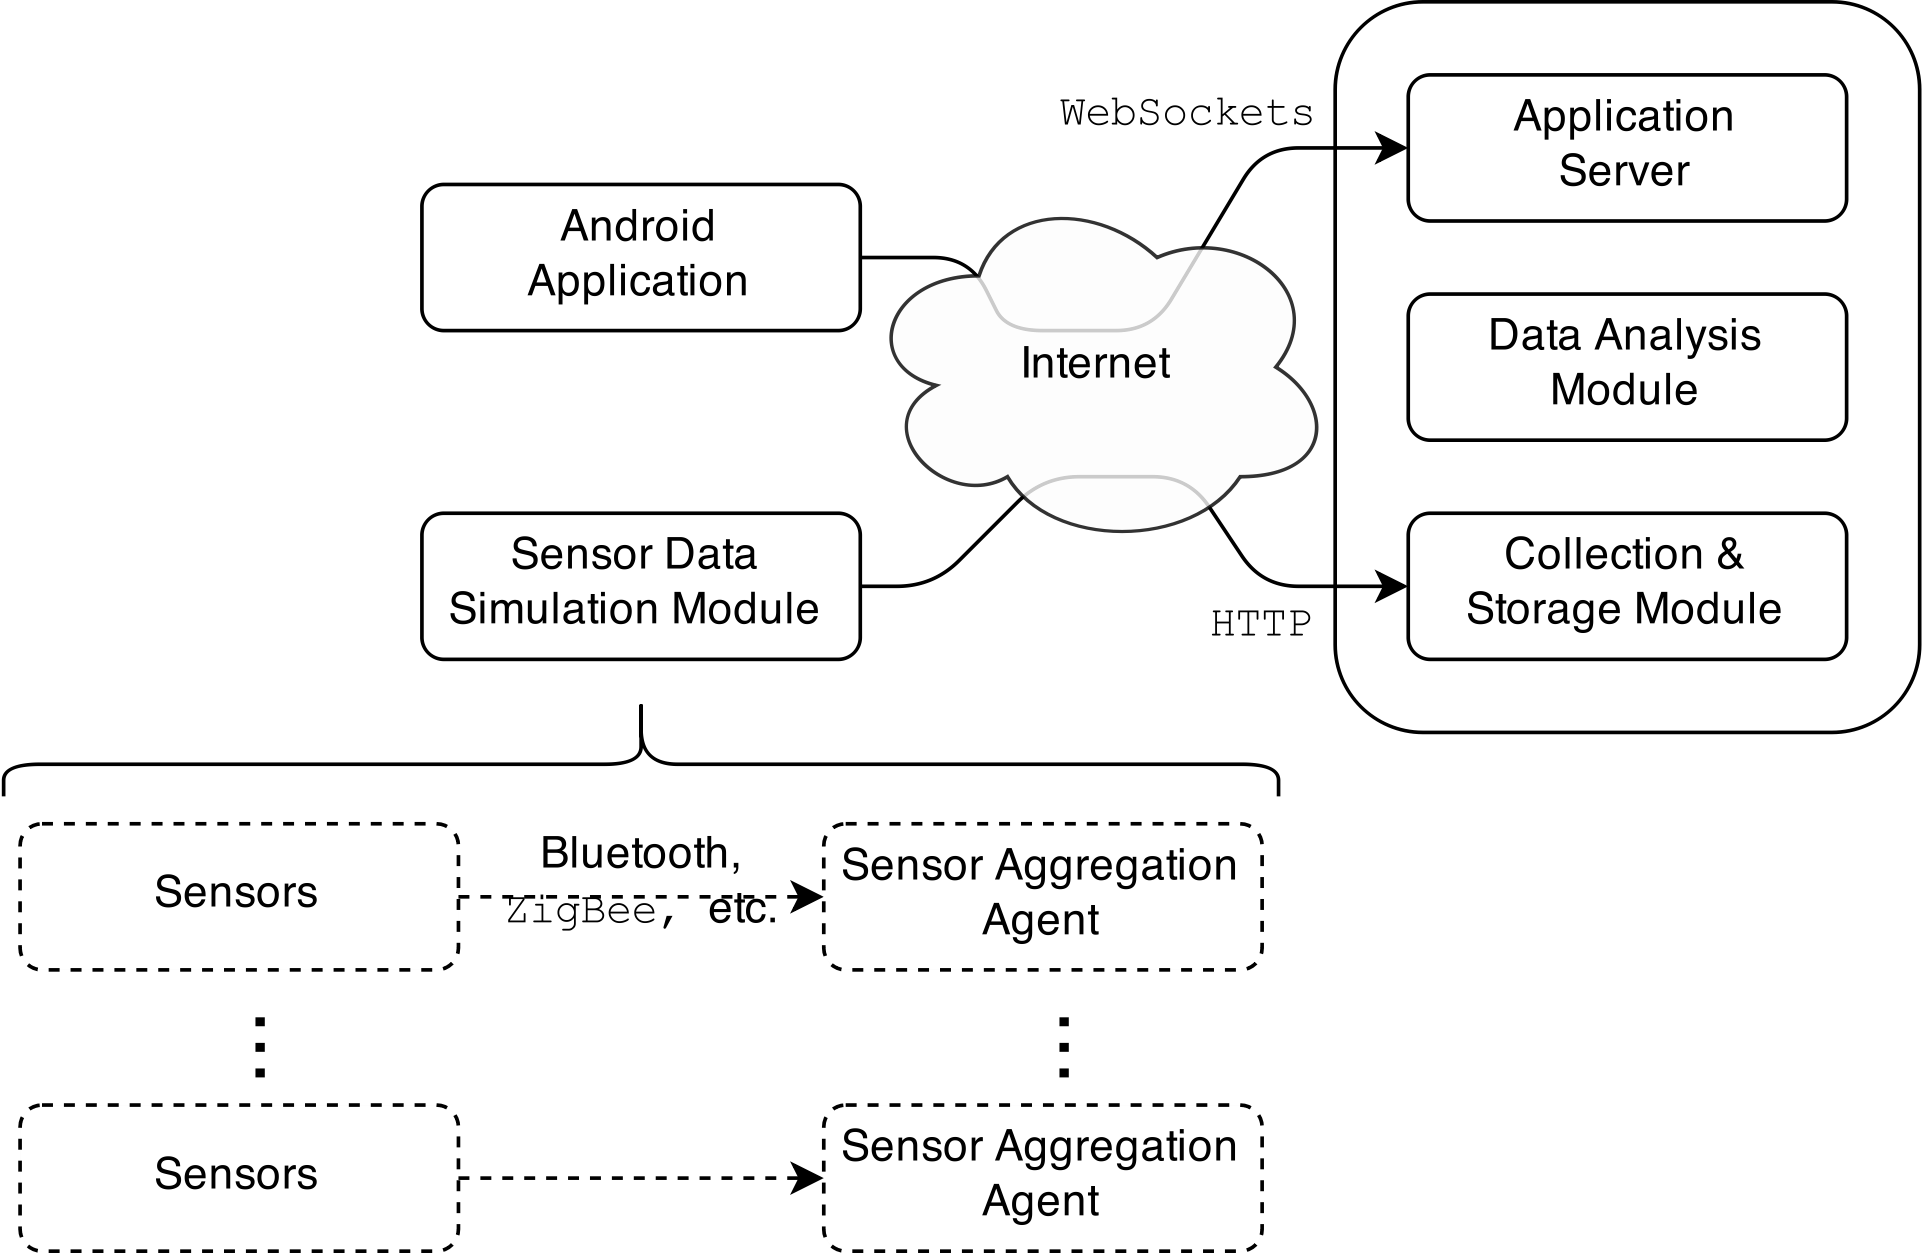 WebSockets
Application
Server
Android
Application
Internet
Data Analysis
Module
Sensor Data
Simulation Module
Collection &
Storage Module
HTTP
Sensors
Bluetooth,
ZigBee, etc.
Sensor Aggregation
Agent
Sensors
Sensor Aggregation
Agent